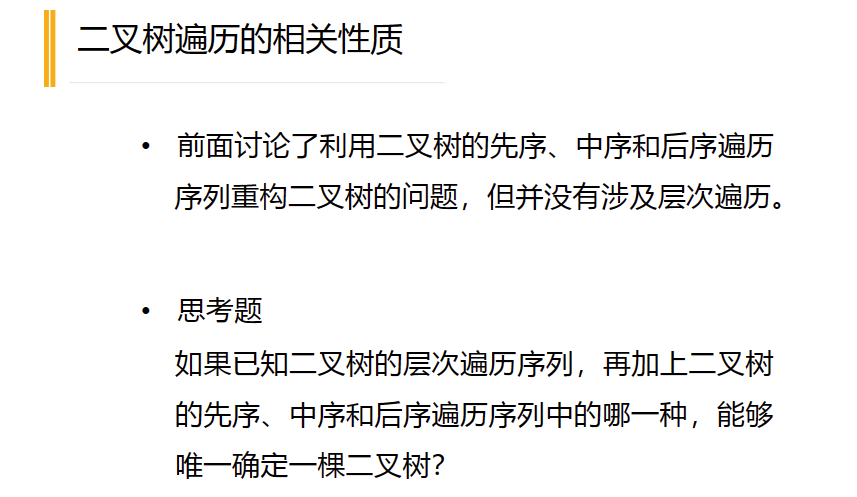 二叉树遍历的相关性质
• 前面讨论了利用二叉树的先序、中序和后序遍历
序列重构二叉树的问题，但并没有涉及层次遍历。
• 思考题
如果已知二叉树的层次遍历序列，再加上二叉树
的先序、中序和后序遍历序列中的哪一种，能够
唯一确定一棵二叉树？